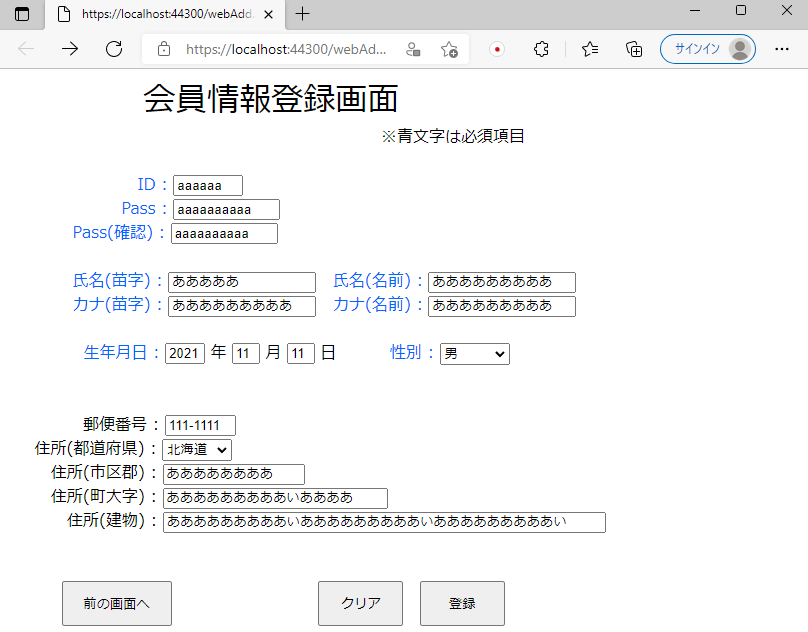 https://localhost:44300/webAdd
https://localhost:44300/webAd... サインイン
会員情報登録画面
※青文字は必須項目
ID : aaaaaa
Pass : aaaaaaaaaa
Pass(確認) : aaaaaaaaaa
氏名(苗字) : あああああ 氏名(名前) : あああああああああ
カナ(苗字) : あああああああああ カナ(名前) : あああああああああ
生年月日 : 2021 年 11 月 11 日 性別 : 男
郵便番号 : 111-1111
住所(都道府県) : 北海道
住所(市区郡) : ああああああああ
住所(町大字) : あああああああああいああああ
住所(建物) : あああああああああいあああああああああいあああああああああい
前の画面へ クリア 登録